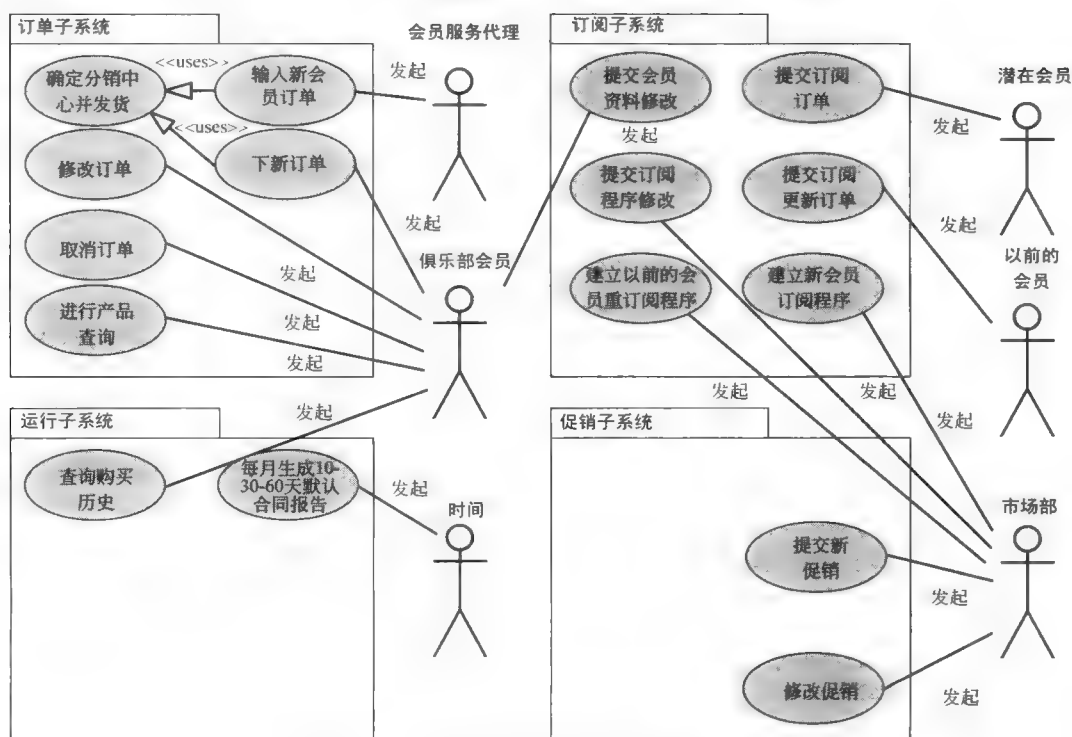 订单子系统
确定分销中
心并发货
<<uses>>
输入新会
员订单
<<uses>>
下新订单
修改订单
取消订单
进行产品
查询
会员服务代理
发起
发起
俱乐部会员
发起
发起
发起
发起
订阅子系统
提交会员
资料修改
发起
提交订阅
订单
提交订阅
程序修改
提交订阅
更新订单
建立以前的会
员重订阅程序
建立新会员
订阅程序
潜在会员
发起
发起
以前的
会员
发起
发起
发起
运行子系统
查询购买
历史
每月生成10-
30-60天默认
合同报告
发起
时间
促销子系统
提交新
促销
修改促销
市场部
发起
发起